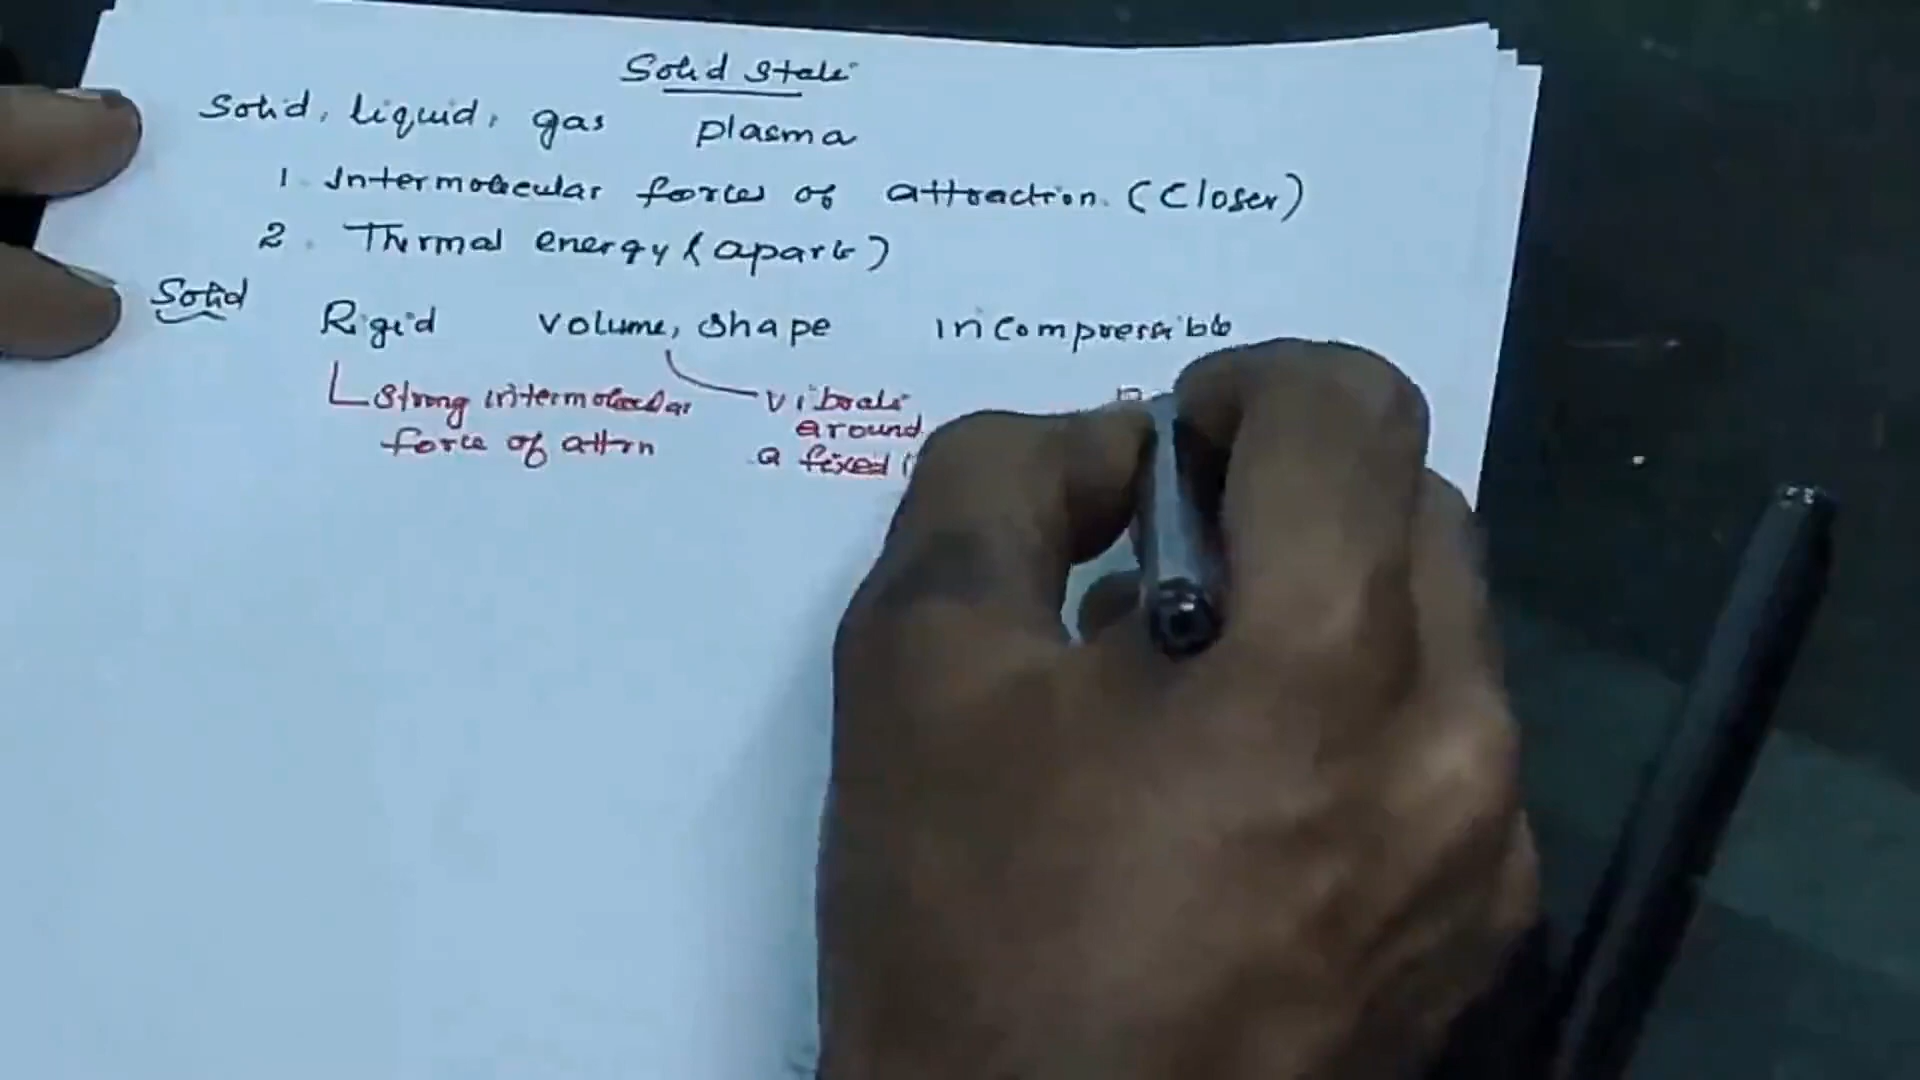 Solid State
Solid, liquid, gas plasma
1. Intermolecular forces of attraction. (Closer)
2. Thermal energy (apart)
Solid
Rigid volume, shape incompressible
Strong intermolecular vibrate
force of attrn around
a fixed